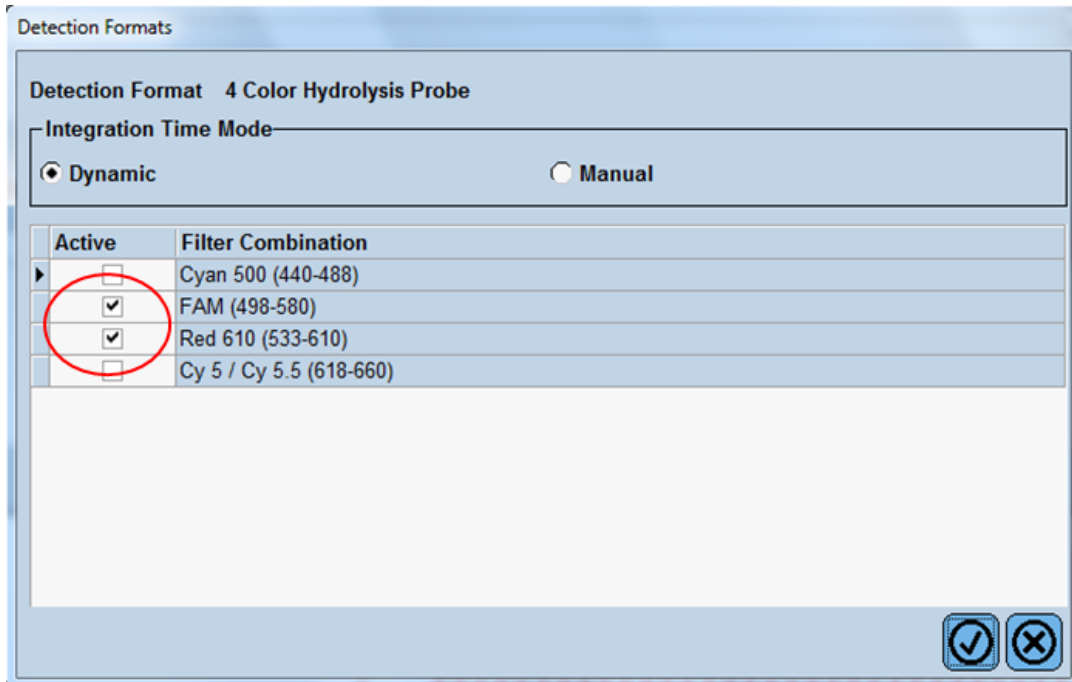 Detection Formats
Detection Format 4 Color Hydrolysis Probe
Integration Time Mode
Dynamic Manual
Active Filter Combination
Cyan 500 (440-488)
FAM (498-580)
Red 610 (533-610)
Cy 5 / Cy 5.5 (618-660)